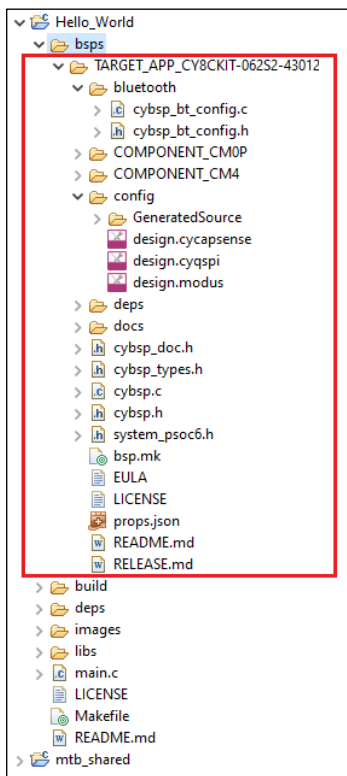 Hello_World
bsps
TARGET_APP_CY8CKIT-062S2-43012
bluetooth
cybsp_bt_config.c
cybsp_bt_config.h
COMPONENT_CM0P
COMPONENT_CM4
config
GeneratedSource
design.cycapsense
design.cyqspi
design.modus
deps
docs
cybsp_doc.h
cybsp_types.h
cybsp.c
cybsp.h
system_psoc6.h
bsp.mk
EULA
LICENSE
props.json
README.md
RELEASE.md
build
deps
images
libs
main.c
LICENSE
Makefile
README.md
mtb_shared